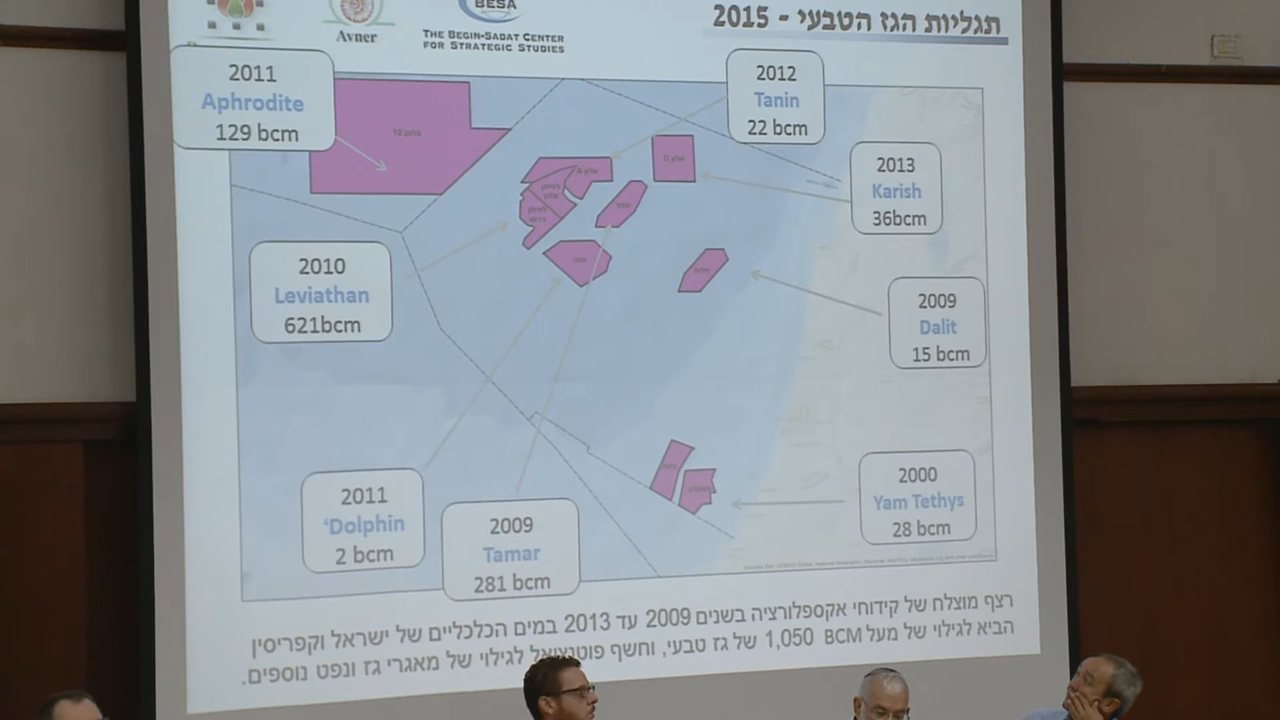 BESA
Avner
THE BEGIN-SADAT CENTER
FOR STRATEGIC STUDIES
תגליות הגז הטבעי - 2015
2011
Aphrodite
129 bcm
2012
Tanin
22 bcm
2013
Karish
36bcm
2010
Leviathan
621bcm
2009
Dalit
15 bcm
2011
'Dolphin
2 bcm
2009
Tamar
281 bcm
2000
Yam Tethys
28 bcm
רצף מוצלח של קידוחי אקספלורציה בשנים 2009 עד 2013 במים הכלכליים של ישראל וקפריסין
הביא לגילוי של מעל 1,050 BCM של גז טבעי, וחשף פוטנציאל לגילוי של מאגרי גז ונפט נוספים.